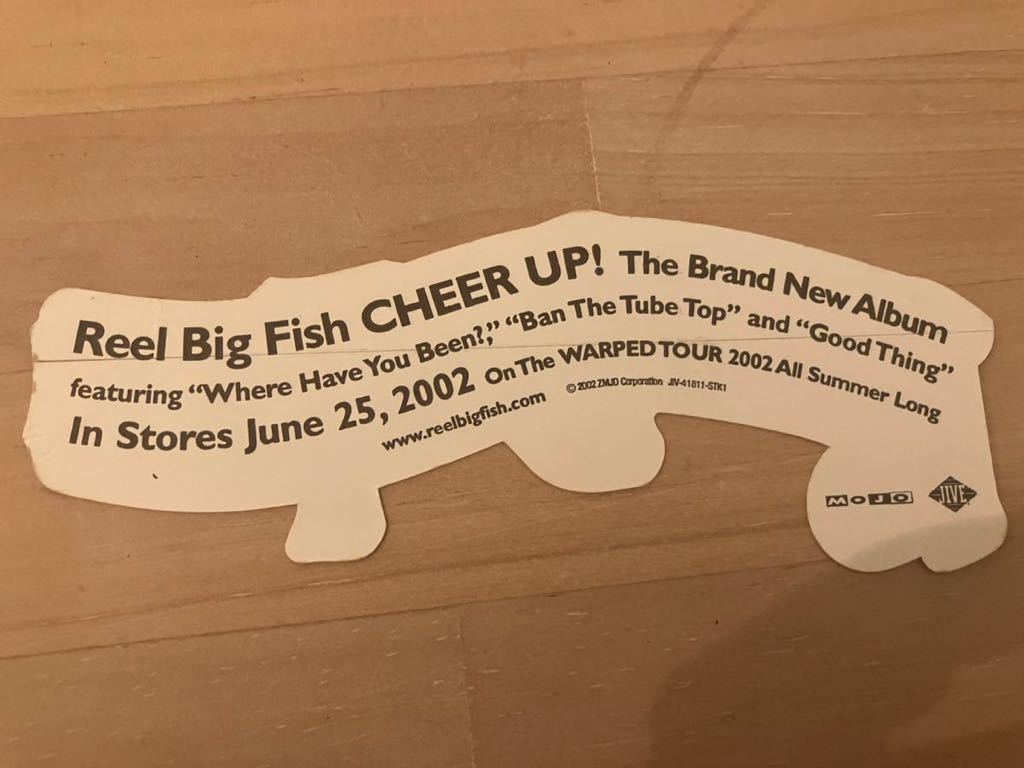 Reel Big Fish CHEER UP! The Brand New Album
featuring “Where Have You Been?,” “Ban The Tube Top” and “Good Thing”
In Stores June 25, 2002 On The WARPED TOUR 2002 All Summer Long
www.reelbigfish.com © 2002 ZMJD Corporation JIV-41811-STK1
MOJO JIVE